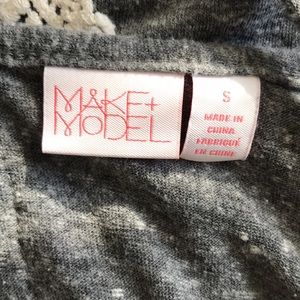 MAKE+
MODEL
S
MADE IN
CHINA
FABRIQUÉ
EN CHINE